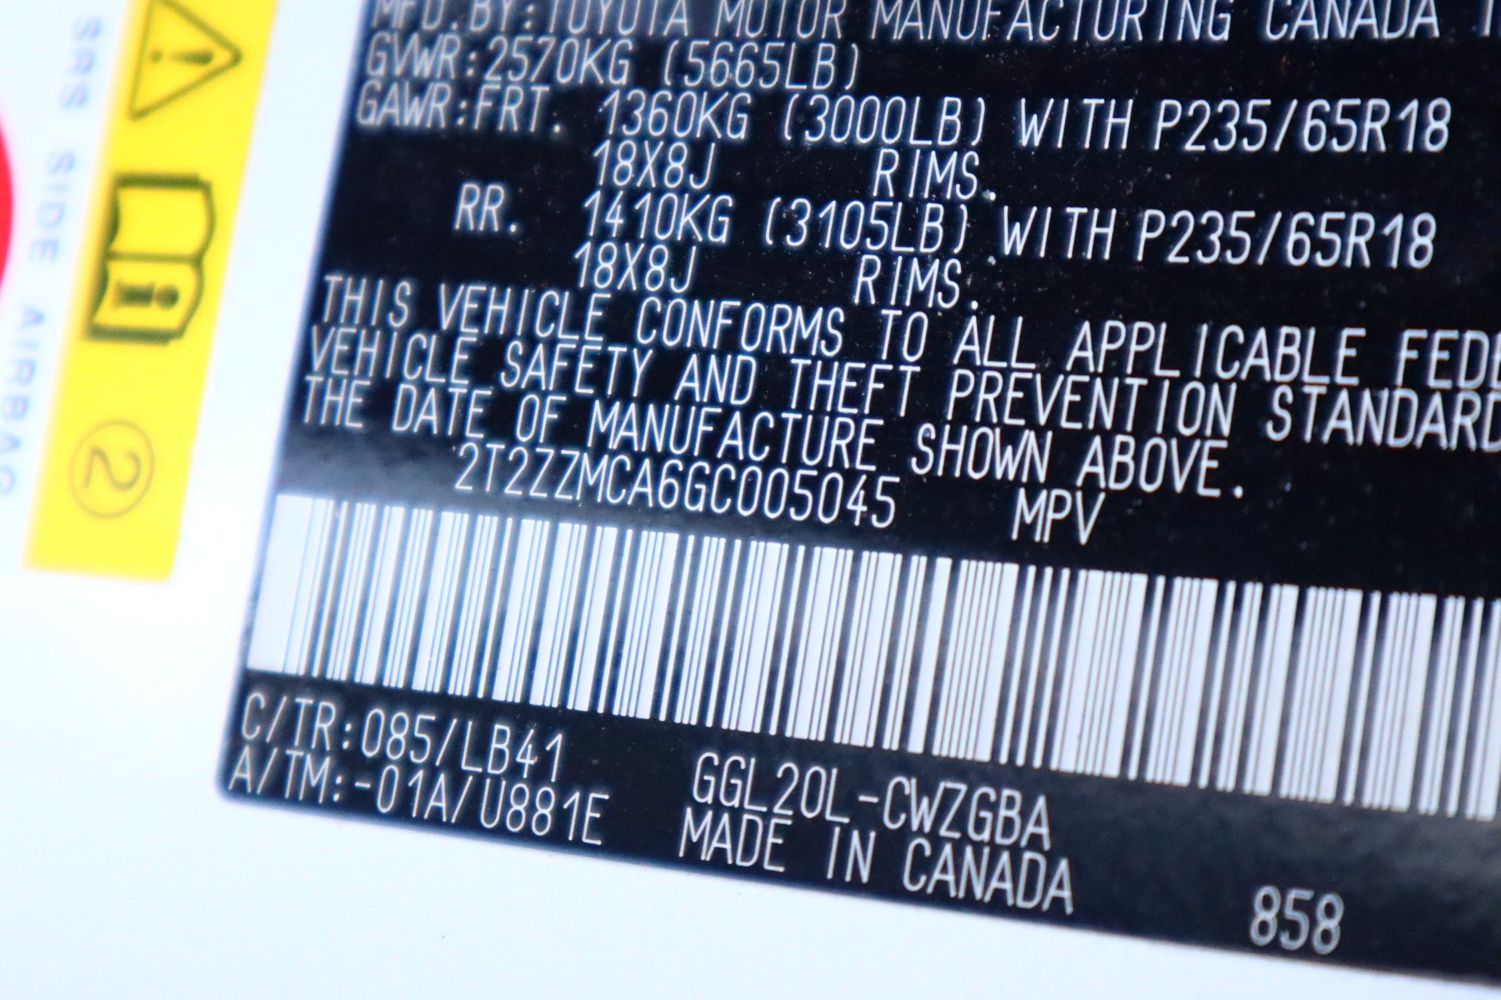 MFD.BY:TOYOTA MOTOR MANUFACTURING CANADA
GVWR:2570KG (5665LB)
GAWR:FRT. 1360KG (3000LB) WITH P235/65R18
18X8J RIMS.
RR. 1410KG (3105LB) WITH P235/65R18
18X8J RIMS.
THIS VEHICLE CONFORMS TO ALL APPLICABLE FEDE
VEHICLE SAFETY AND THEFT PREVENTION STANDARD
THE DATE OF MANUFACTURE SHOWN ABOVE.
2T2ZZMCA6GC005045 MPV
C/TR:085/LB41 GGL20L-CWZGBA
A/TM:-01A/U881E MADE IN CANADA
858
SRS SIDE AIRBAG
2